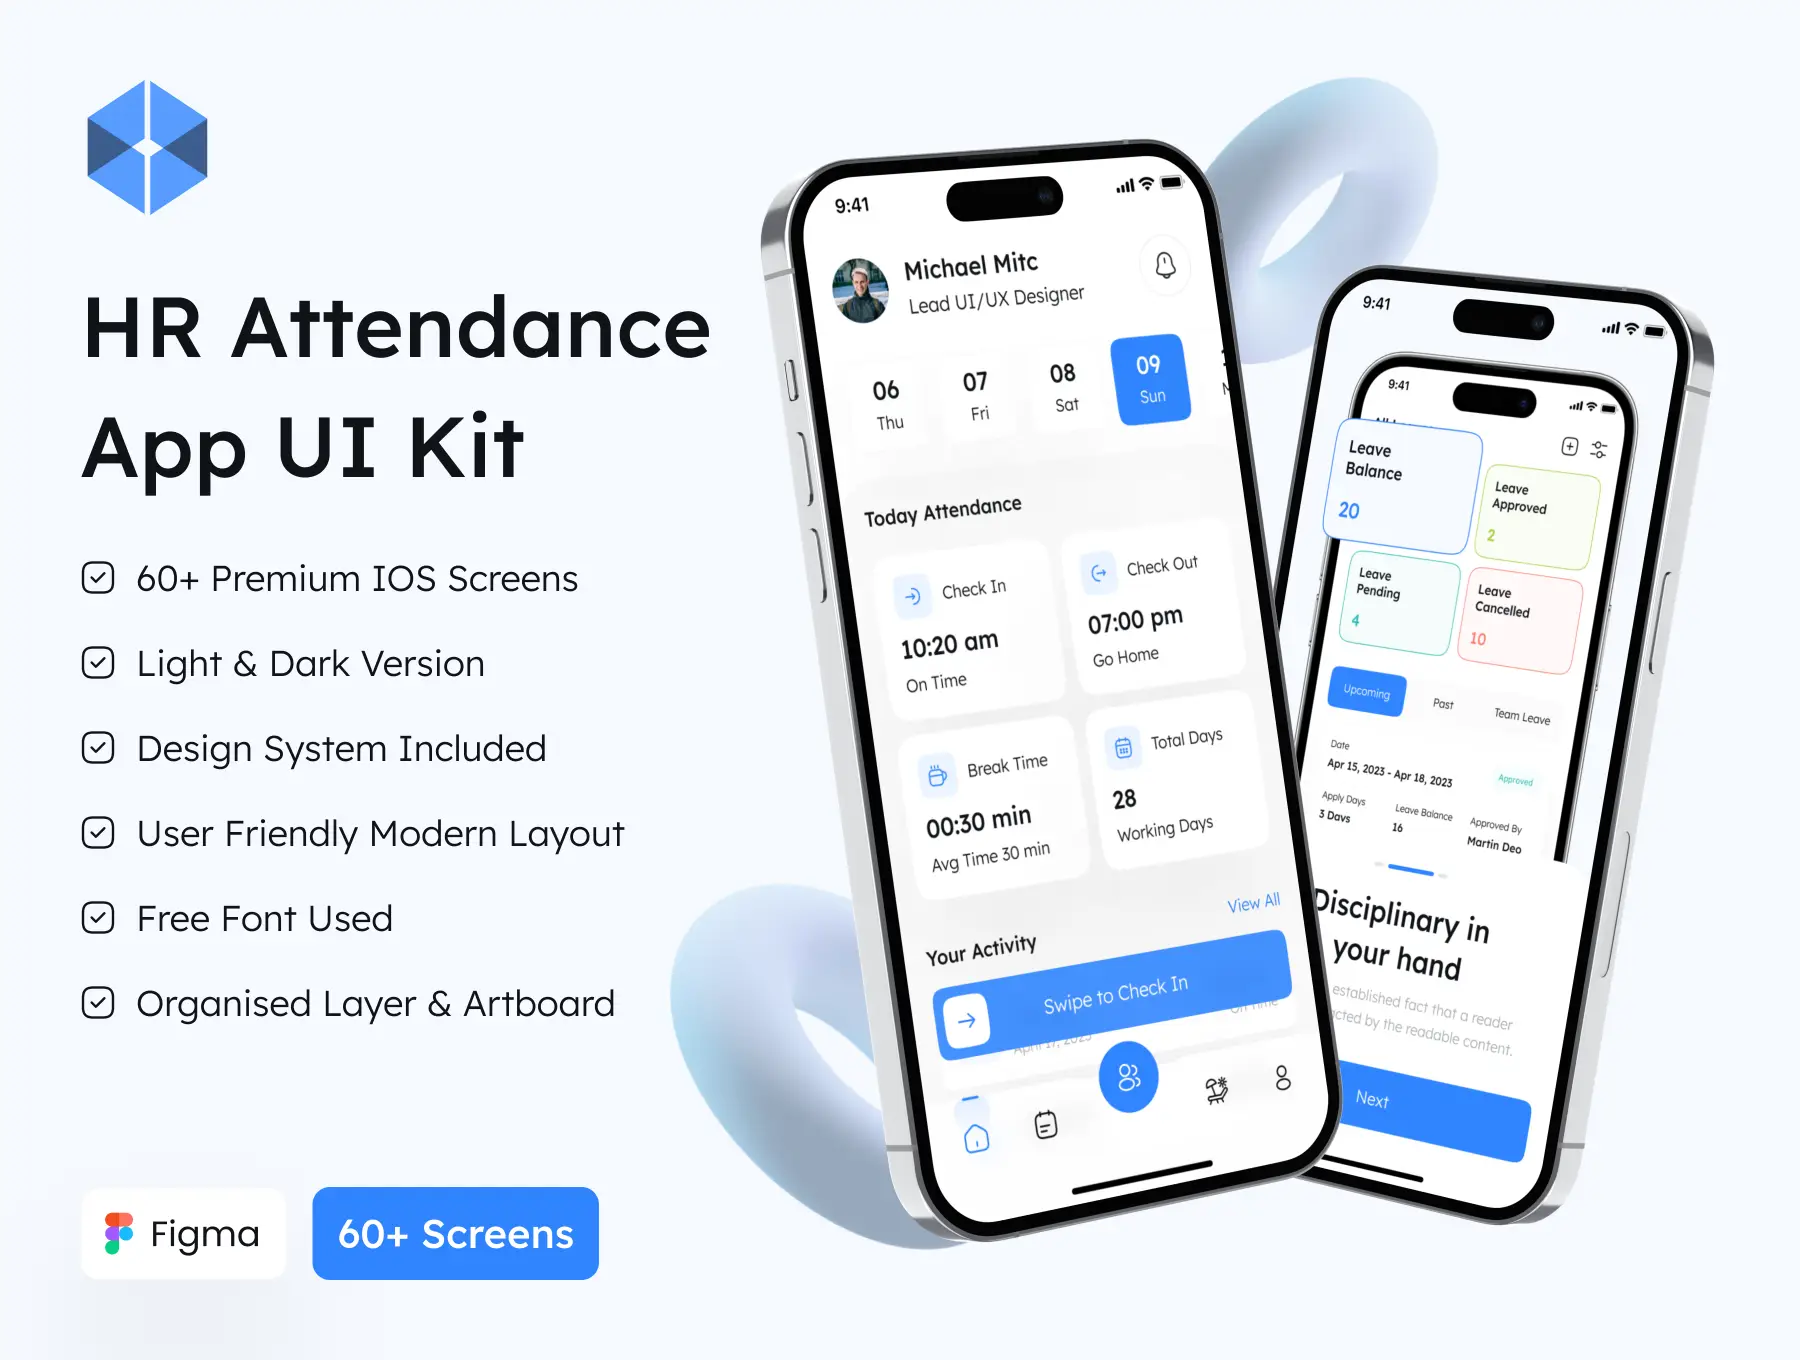 HR Attendance
App UI Kit
60+ Premium IOS Screens
Light & Dark Version
Design System Included
User Friendly Modern Layout
Free Font Used
Organised Layer & Artboard
Figma
60+ Screens
9:41
Michael Mitc
Lead UI/UX Designer
06
Thu
07
Fri
08
Sat
09
Sun
Today Attendance
Check In
10:20 am
On Time
Check Out
07:00 pm
Go Home
Break Time
00:30 min
Avg Time 30 min
Total Days
28
Working Days
View All
Your Activity
Swipe to Check In
On Time
April 17, 2023
9:41
9:41
Leave
Balance
20
Leave
Approved
2
Leave
Pending
4
Leave
Cancelled
10
Upcoming
Past
Team Leave
Date
Apr 15, 2023 - Apr 18, 2023
Approved
Apply Days
3 Days
Leave Balance
16
Approved By
Martin Deo
Disciplinary in
your hand
established fact that a reader
by the readable content.
Next